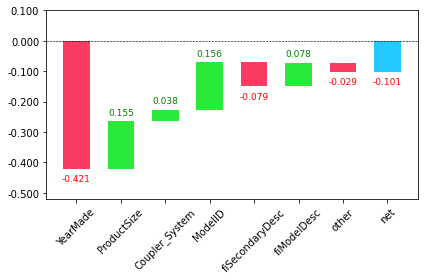 0.100
0.000
-0.100
-0.200
-0.300
-0.400
-0.500
-0.421
0.155
0.038
0.156
-0.079
0.078
-0.029
-0.101
YearMade
ProductSize
Coupler_System
ModelID
fiSecondaryDesc
fiModelDesc
other
net